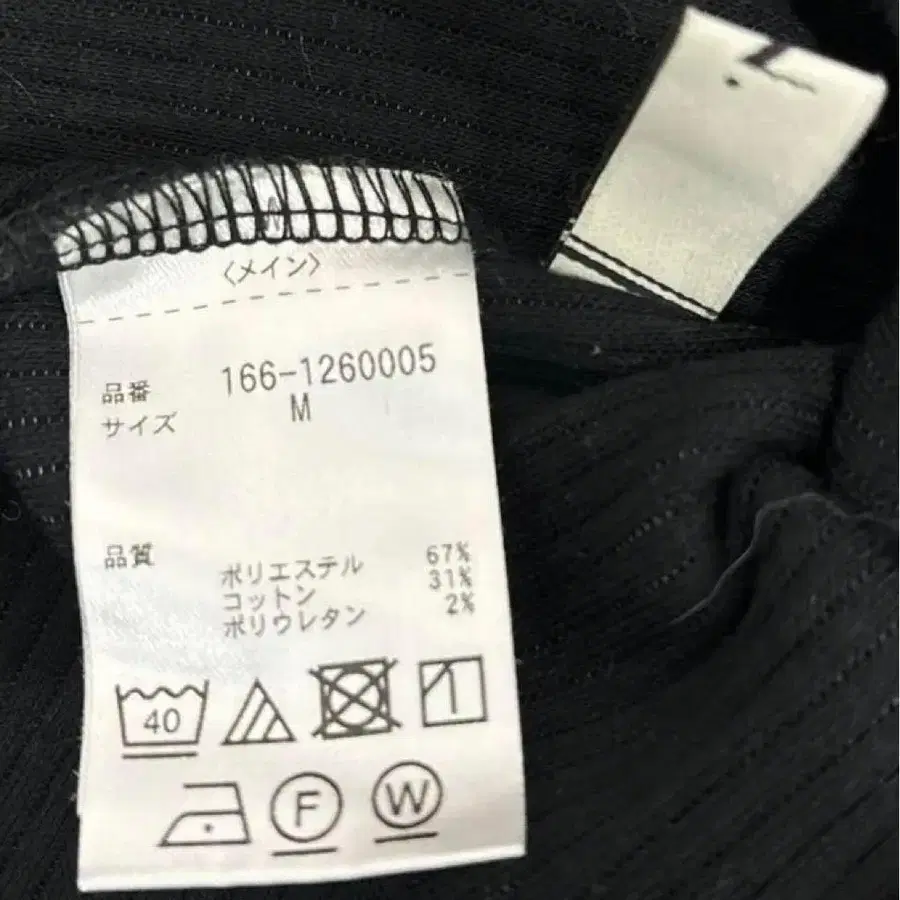 〈メイン〉
品番 166-1260005
サイズ M
品質 ポリエステル 67%
コットン 31%
ポリウレタン 2%
40
F
W